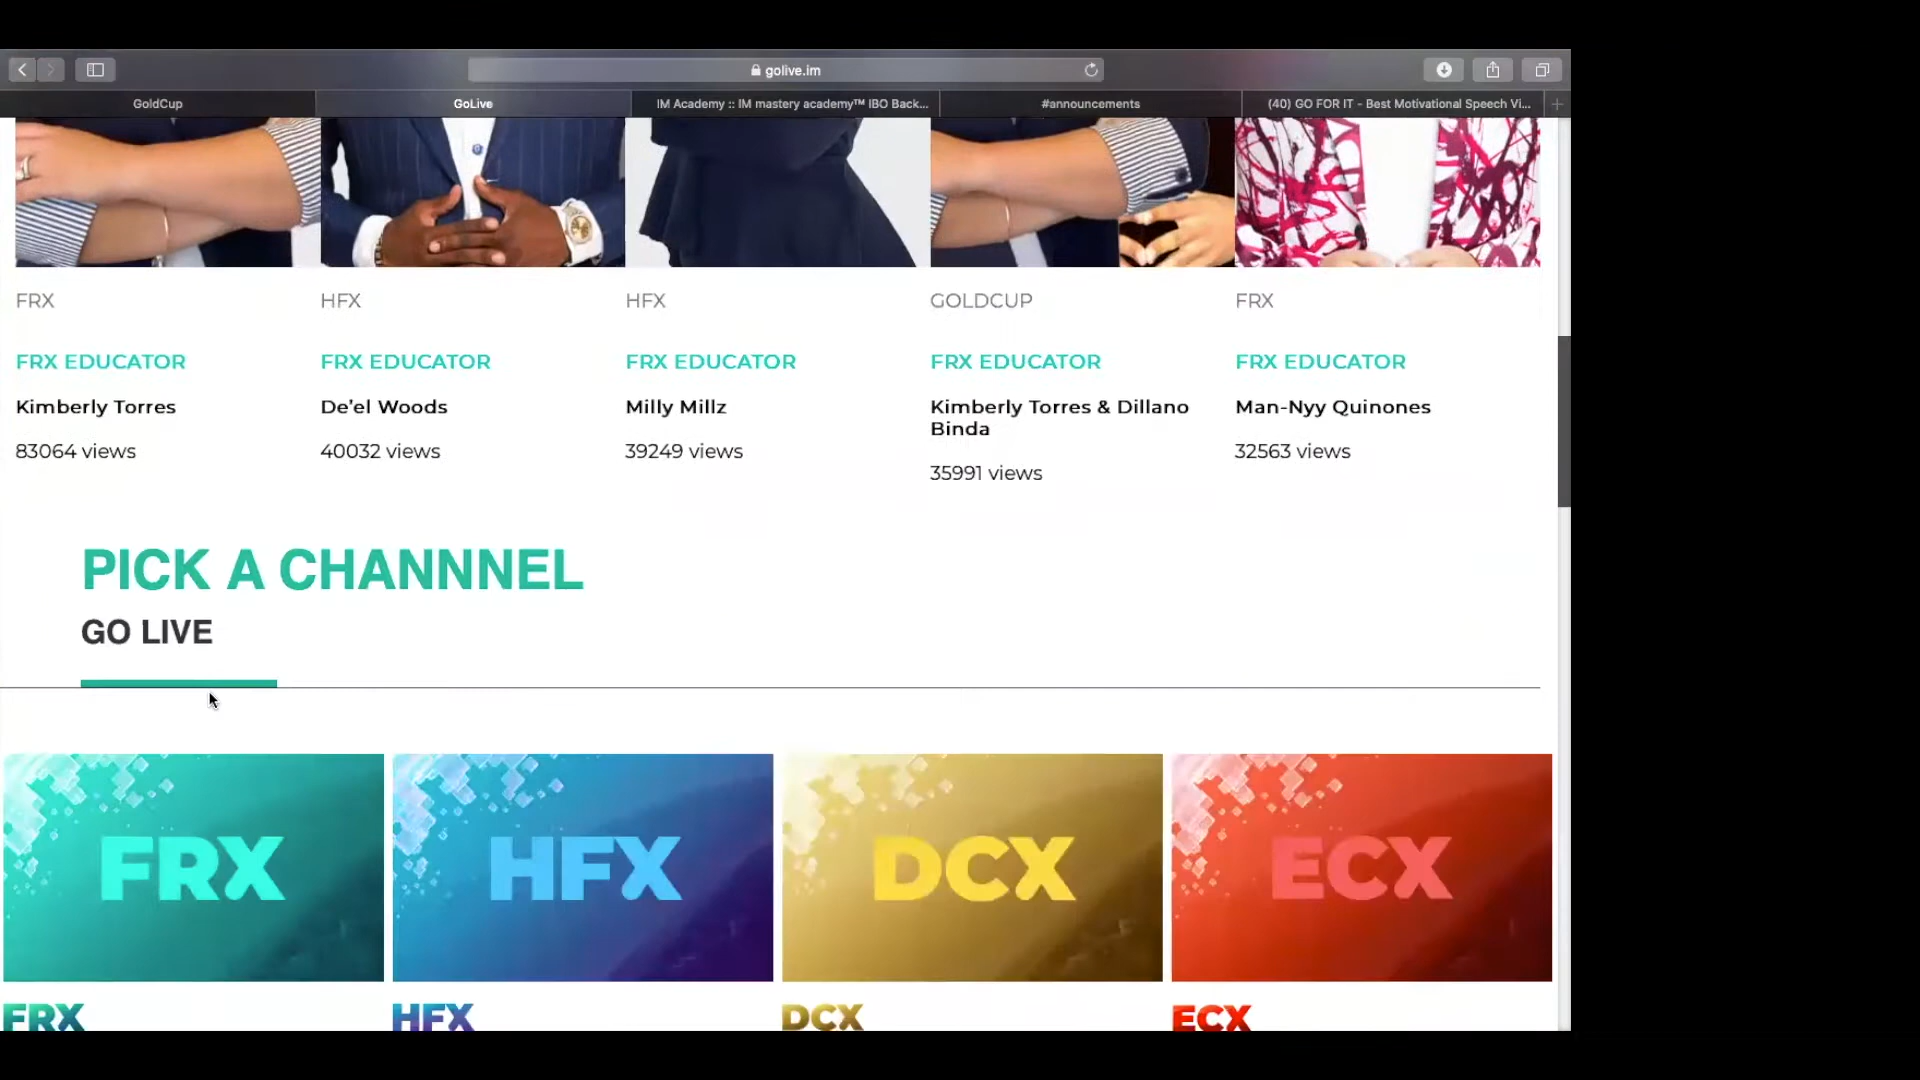 golive.im
GoldCup
GoLive
IM Academy :: IM mastery academy™ IBO Back...
#announcements
(40) GO FOR IT - Best Motivational Speech Vi...
FRX
HFX
HFX
GOLDCUP
FRX
FRX EDUCATOR
FRX EDUCATOR
FRX EDUCATOR
FRX EDUCATOR
FRX EDUCATOR
Kimberly Torres
De'el Woods
Milly Millz
Kimberly Torres & Dillano
Binda
Man-Nyy Quinones
83064 views
40032 views
39249 views
35991 views
32563 views
PICK A CHANNNEL
GO LIVE
FRX
HFX
DCX
ECX
FRX
HFX
DCX
ECX